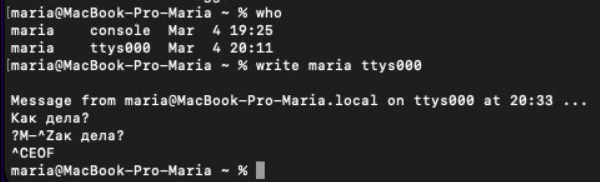 [maria@MacBook-Pro-Maria ~ % who
maria    console  Mar  4 19:25
maria    ttys000  Mar  4 20:11
[maria@MacBook-Pro-Maria ~ % write maria ttys000
Message from maria@MacBook-Pro-Maria.local on ttys000 at 20:33 ...
Как дела?
?M-^Zак дела?
^CEOF
maria@MacBook-Pro-Maria ~ %